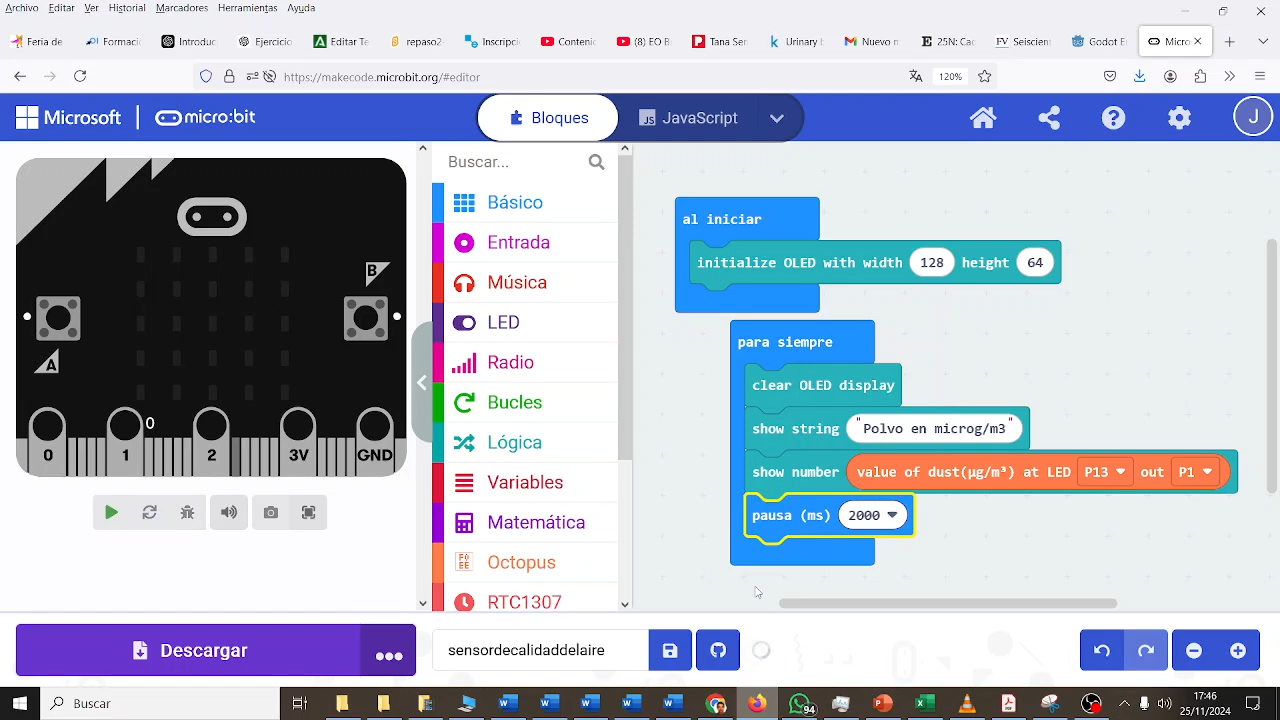 Archivo Editar Ver Historial Marcadores Herramientas Ayuda
Feria de
Formaci
Introduc
Ejercicio
Editar Te
repaso2
Inscripci
Contenic
(8) EO B
Tana Se
Urinary b
Nuevo n
25N: Ca
Seiscien
Godot E
Micro
https://makecode.microbit.org/#editor
120%
Microsoft
micro:bit
Bloques
JavaScript
J
A
B
0
0 1 2 3V GND
Buscar...
Básico
Entrada
Música
LED
Radio
Bucles
Lógica
Variables
Matemática
Octopus
RTC1307
al iniciar
initialize OLED with width 128 height 64
para siempre
clear OLED display
show string "Polvo en microg/m3"
show number value of dust(μg/m³) at LED P13 out P1
pausa (ms) 2000
Descargar
sensordecalidaddelaire
Buscar
94
17:46
25/11/2024